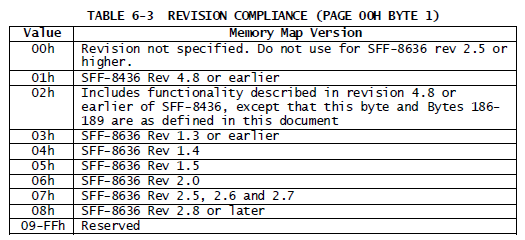 TABLE 6-3 REVISION COMPLIANCE (PAGE 00H BYTE 1)
Value Memory Map Version
00h Revision not specified. Do not use for SFF-8636 rev 2.5 or
higher.
01h SFF-8436 Rev 4.8 or earlier
02h Includes functionality described in revision 4.8 or
earlier of SFF-8436, except that this byte and Bytes 186-
189 are as defined in this document
03h SFF-8636 Rev 1.3 or earlier
04h SFF-8636 Rev 1.4
05h SFF-8636 Rev 1.5
06h SFF-8636 Rev 2.0
07h SFF-8636 Rev 2.5, 2.6 and 2.7
08h SFF-8636 Rev 2.8 or later
09-FFh Reserved